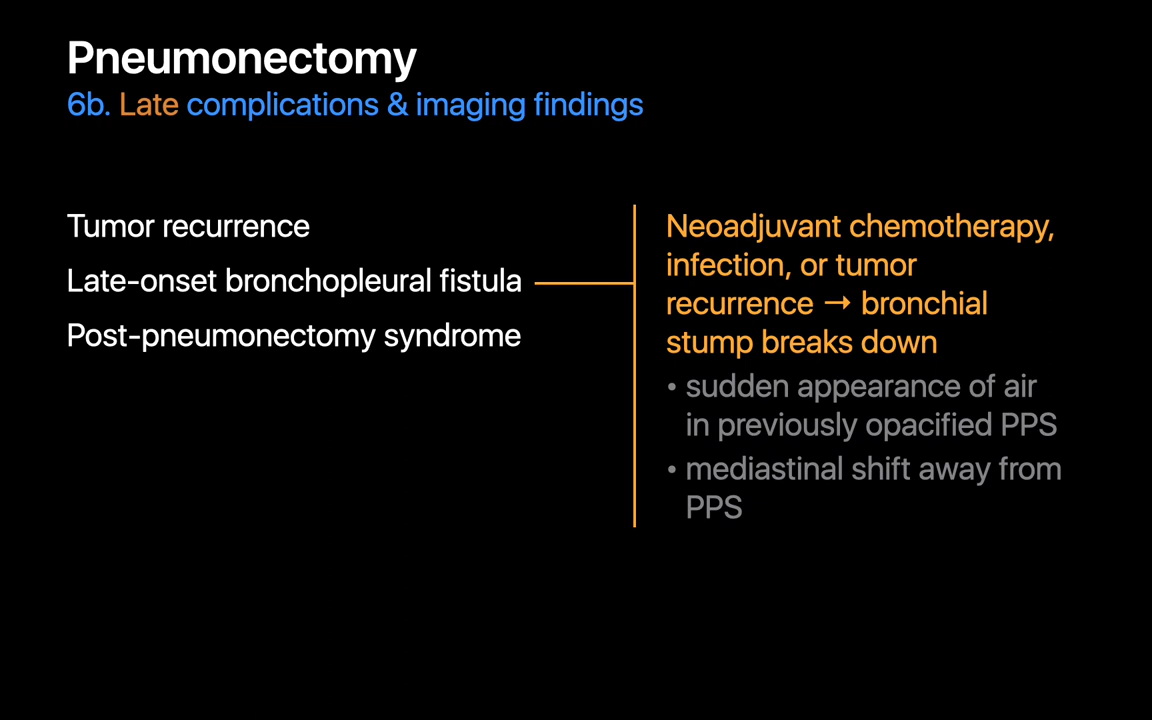 Pneumonectomy
6b. Late complications & imaging findings
Tumor recurrence
Late-onset bronchopleural fistula
Post-pneumonectomy syndrome
Neoadjuvant chemotherapy,
infection, or tumor
recurrence → bronchial
stump breaks down
• sudden appearance of air
in previously opacified PPS
• mediastinal shift away from
PPS